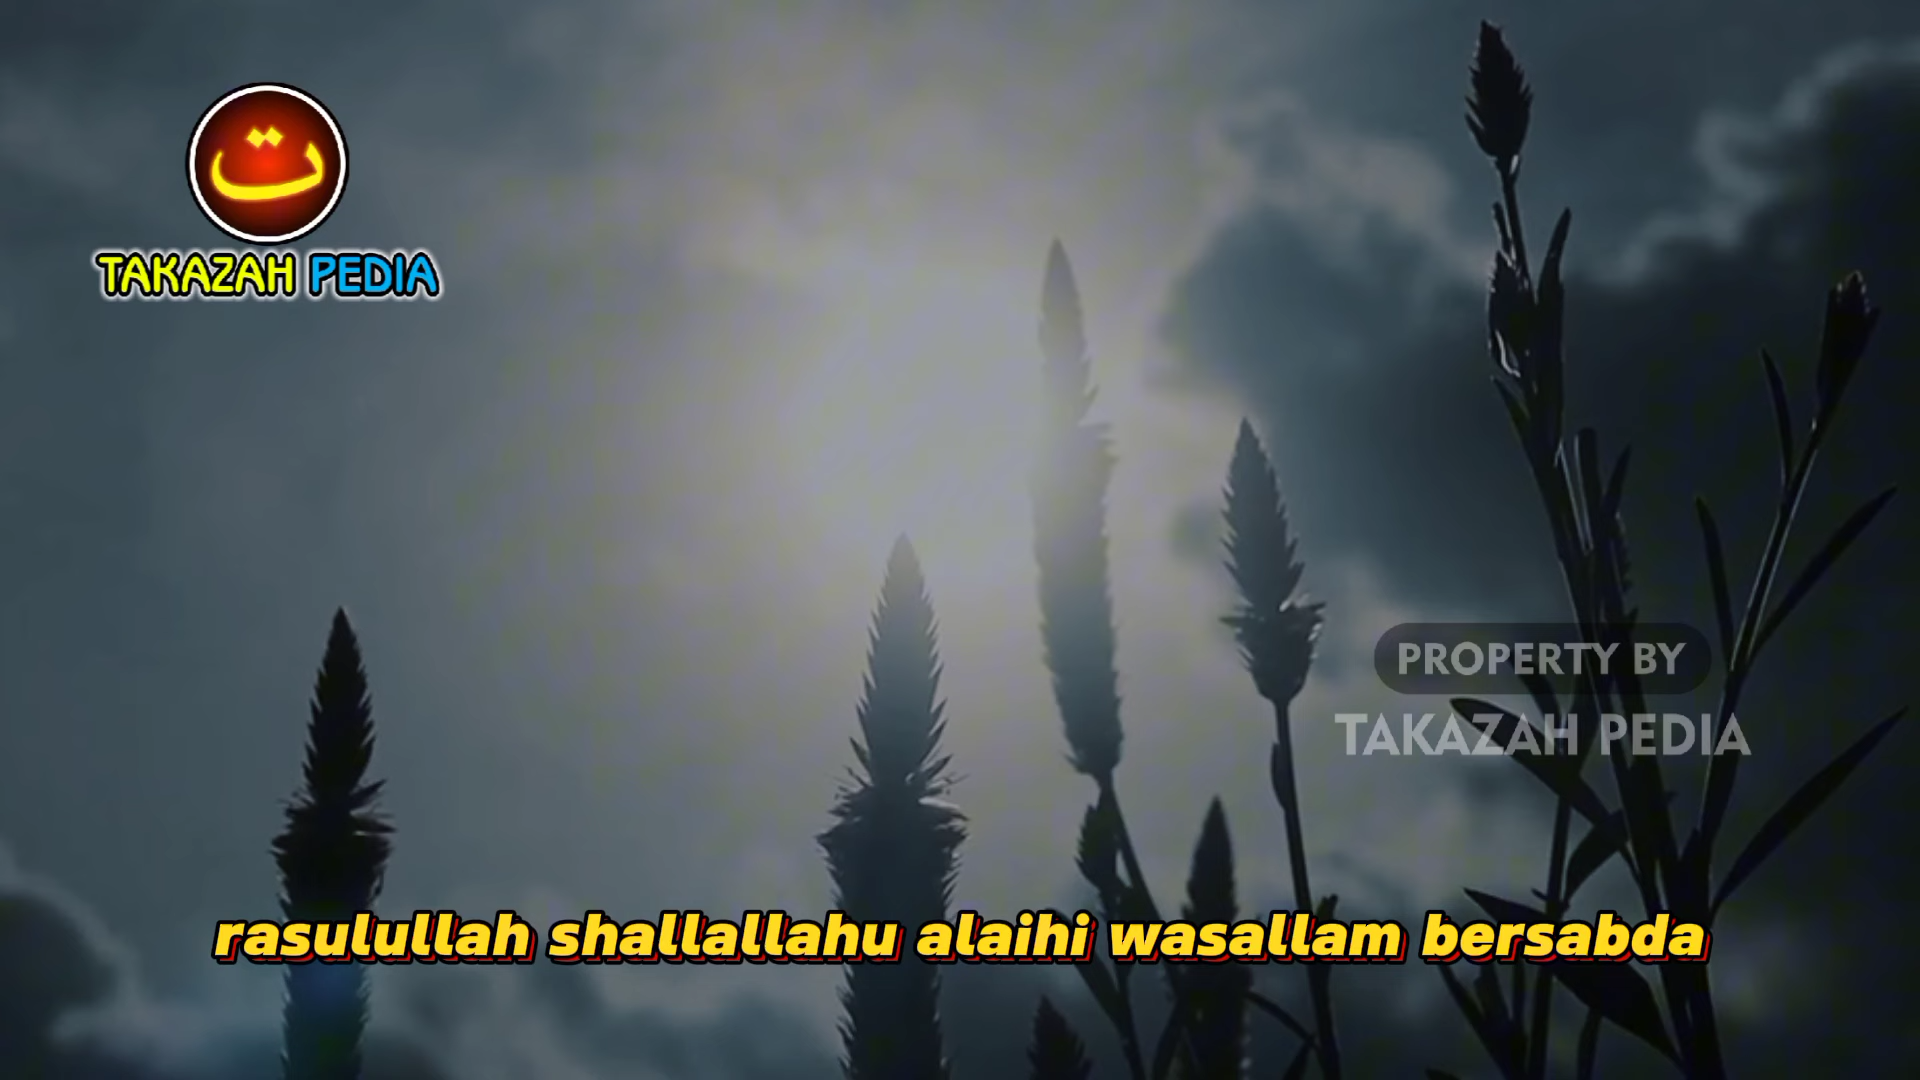 ت
TAKAZAH PEDIA
PROPERTY BY
TAKAZAH PEDIA
rasulullah shallallahu alaihi wasallam bersabda